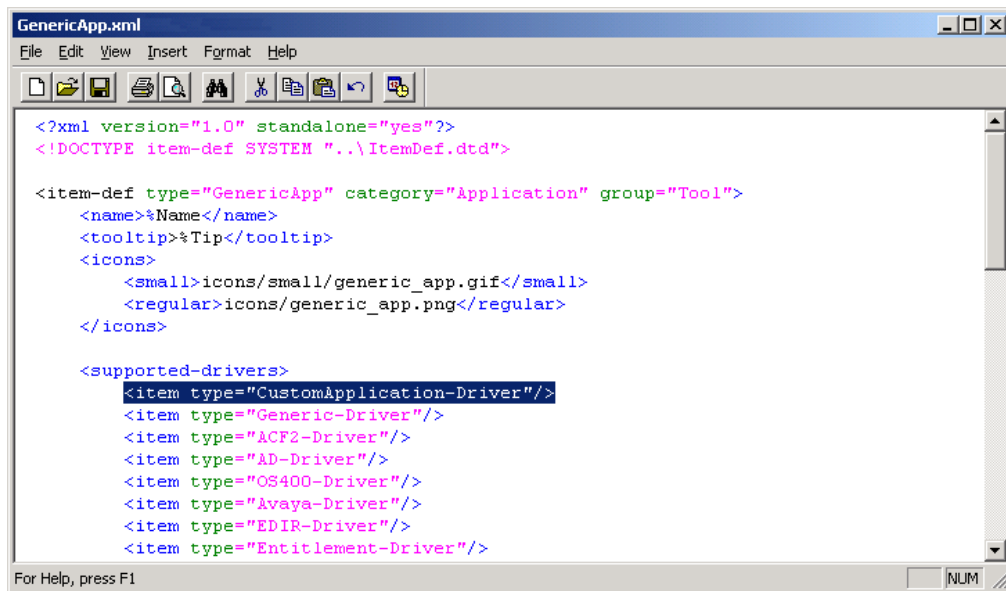 GenericApp.xml
File Edit View Insert Format Help
<?xml version="1.0" standalone="yes"?>
<!DOCTYPE item-def SYSTEM "..\ItemDef.dtd">
<item-def type="GenericApp" category="Application" group="Tool">
<name>%Name</name>
<tooltip>%Tip</tooltip>
<icons>
<small>icons/small/generic_app.gif</small>
<regular>icons/generic_app.png</regular>
</icons>
<supported-drivers>
<item type="CustomApplication-Driver"/>
<item type="Generic-Driver"/>
<item type="ACF2-Driver"/>
<item type="AD-Driver"/>
<item type="OS400-Driver"/>
<item type="Avaya-Driver"/>
<item type="EDIR-Driver"/>
<item type="Entitlement-Driver"/>
For Help, press F1 NUM